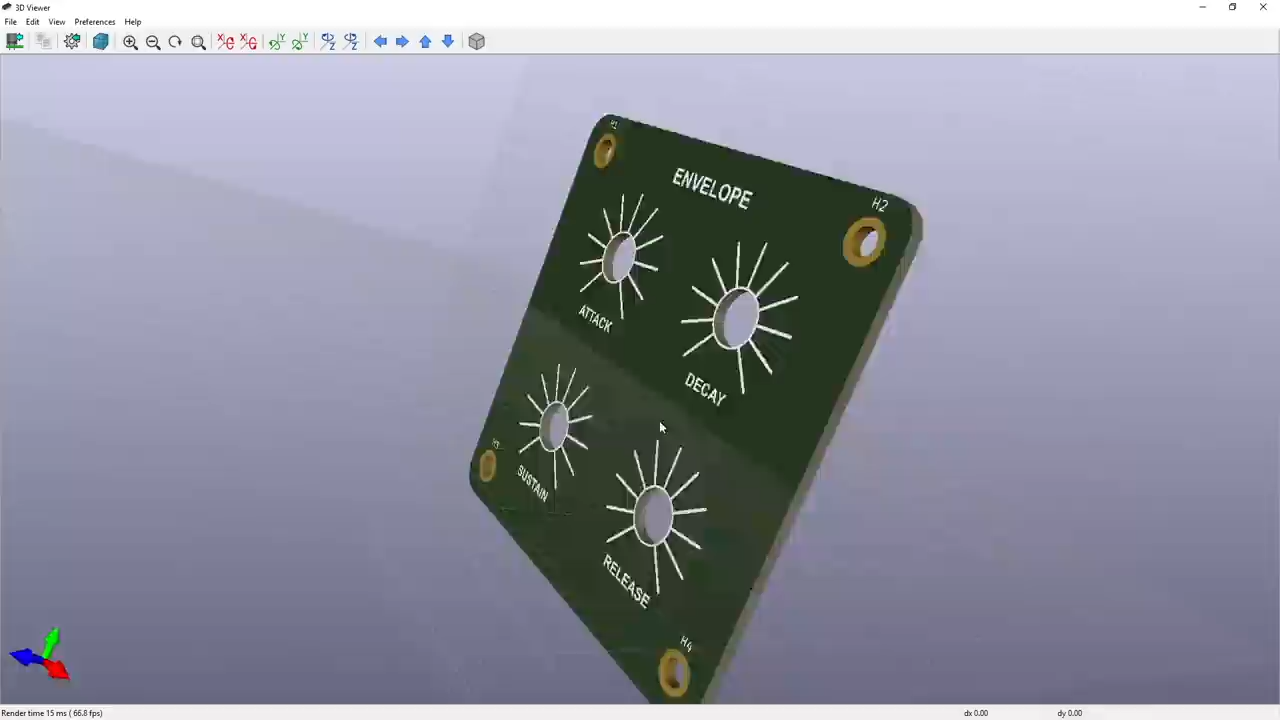 3D Viewer
File Edit View Preferences Help
H1
ENVELOPE
H2
ATTACK
DECAY
H3
SUSTAIN
RELEASE
H4
Render time 15 ms ( 66.8 fps)
dx 0.00
dy 0.00